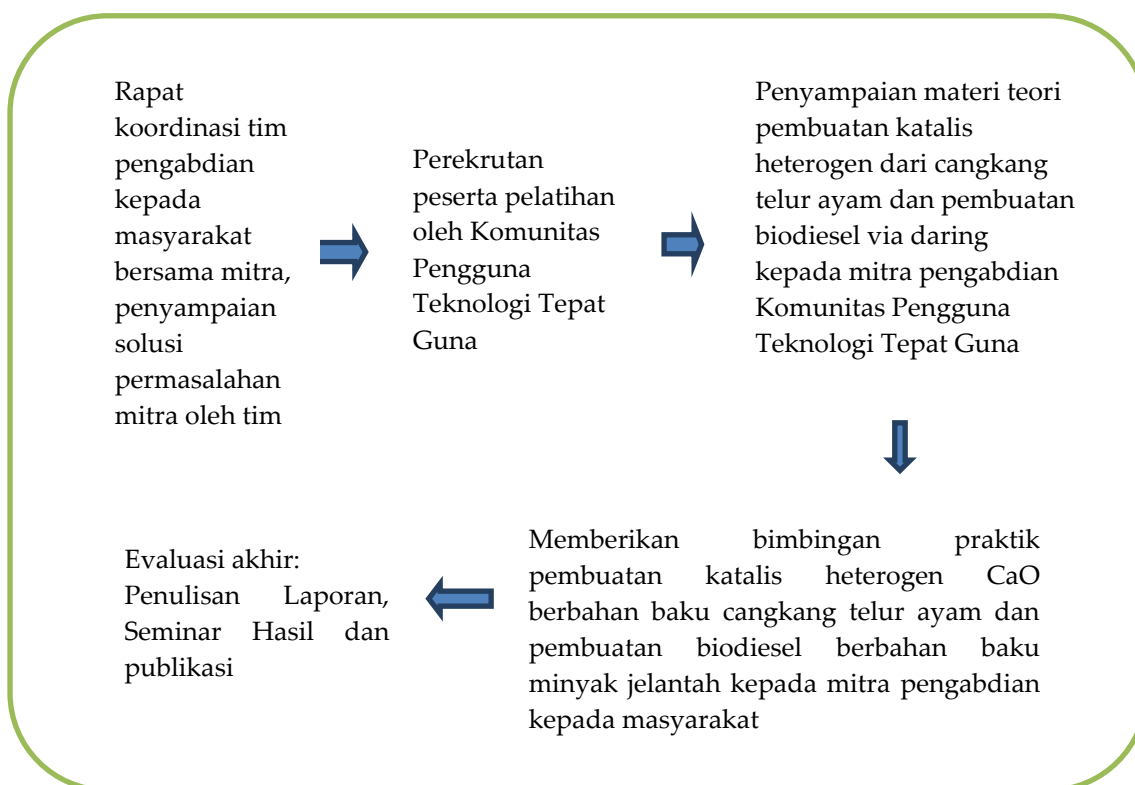 Rapat
koordinasi tim
pengabdian
kepada
masyarakat
bersama mitra,
penyampaian
solusi
permasalahan
mitra oleh tim
Perekrutan
peserta pelatihan
oleh Komunitas
Pengguna
Teknologi Tepat
Guna
Penyampaian materi teori
pembuatan katalis
heterogen dari cangkang
telur ayam dan pembuatan
biodiesel via daring
kepada mitra pengabdian
Komunitas Pengguna
Teknologi Tepat Guna
Memberikan bimbingan praktik
pembuatan katalis heterogen CaO
berbahan baku cangkang telur ayam dan
pembuatan biodiesel berbahan baku
minyak jelantah kepada mitra pengabdian
kepada masyarakat
Evaluasi akhir:
Penulisan Laporan,
Seminar Hasil dan
publikasi